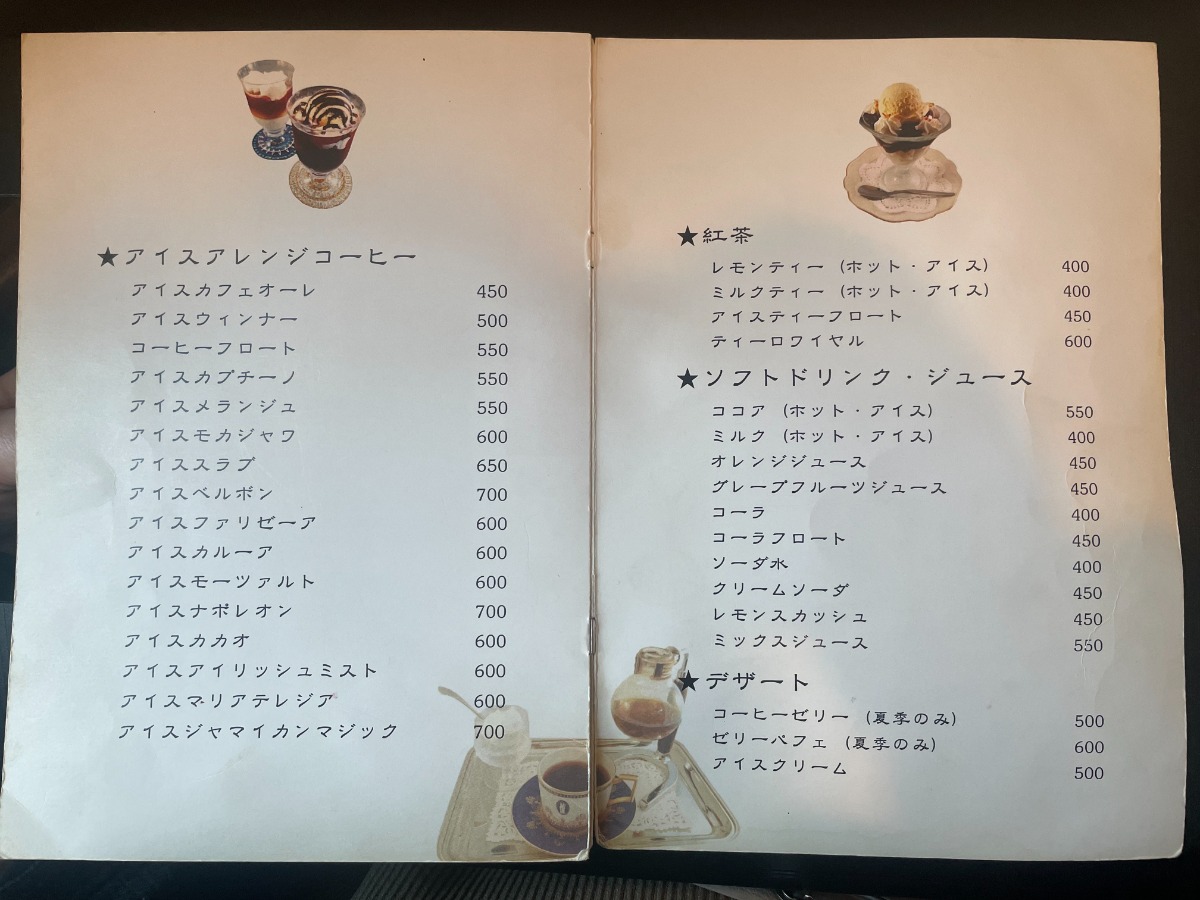 ★アイスアレンジコーヒー
アイスカフェオーレ 450
アイスウィンナー 500
コーヒーフロート 550
アイスカプチーノ 550
アイスメランジュ 550
アイスモカジャワ 600
アイススラブ 650
アイスベルボン 700
アイスファリゼーア 600
アイスカルーア 600
アイスモーツァルト 600
アイスナポレオン 700
アイスカカオ 600
アイスアイリッシュミスト 600
アイスマリアテレジア 600
アイスジャマイカンマジック 700
★紅茶
レモンティー (ホット・アイス) 400
ミルクティー (ホット・アイス) 400
アイスティーフロート 450
ティーロワイヤル 600
★ソフトドリンク・ジュース
ココア (ホット・アイス) 550
ミルク (ホット・アイス) 400
オレンジジュース 450
グレープフルーツジュース 450
コーラ 400
コーラフロート 450
ソーダ水 400
クリームソーダ 450
レモンスカッシュ 450
ミックスジュース 550
★デザート
コーヒーゼリー (夏季のみ) 500
ゼリーパフェ (夏季のみ) 600
アイスクリーム 500